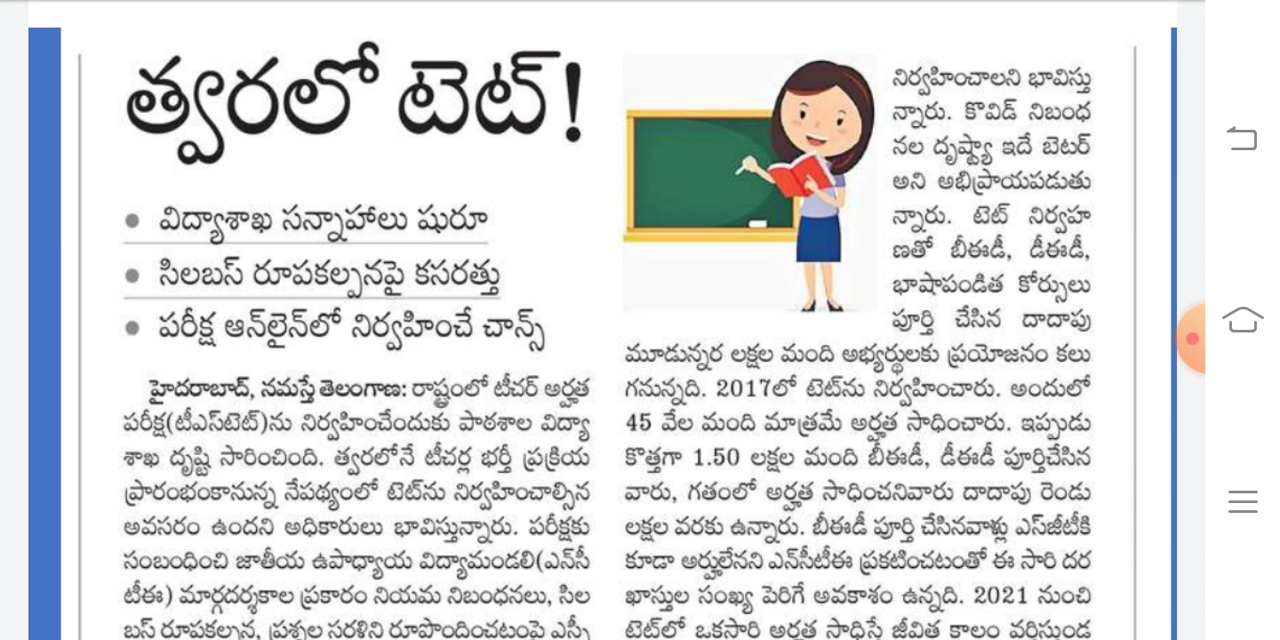 త్వరలో టెట్!
• విద్యాశాఖ సన్నాహాలు షురూ
• సిలబస్ రూపకల్పనపై కసరత్తు
• పరీక్ష ఆన్‌లైన్‌లో నిర్వహించే చాన్స్
హైదరాబాద్, నమస్తే తెలంగాణ: రాష్ట్రంలో టీచర్ అర్హత
పరీక్ష(టీఎస్‌టెట్)ను నిర్వహించేందుకు పాఠశాల విద్యా
శాఖ దృష్టి సారించింది. త్వరలోనే టీచర్ల భర్తీ ప్రక్రియ
ప్రారంభంకానున్న నేపథ్యంలో టెట్‌ను నిర్వహించాల్సిన
అవసరం ఉందని అధికారులు భావిస్తున్నారు. పరీక్షకు
సంబంధించి జాతీయ ఉపాధ్యాయ విద్యామండలి(ఎన్‌సీ
టీఈ) మార్గదర్శకాల ప్రకారం నియమ నిబంధనలు, సిల
బస్ రూపకల్పన, ప్రశ్నల సరళిని రూపొందించటంపై ఎస్సీ
నిర్వహించాలని భావిస్తు
న్నారు. కొవిడ్ నిబంధ
నల దృష్ట్యా ఇదే బెటర్
అని అభిప్రాయపడుతు
న్నారు. టెట్ నిర్వహ
ణతో బీఈడీ, డీఈడీ,
భాషాపండిత కోర్సులు
పూర్తి చేసిన దాదాపు
మూడున్నర లక్షల మంది అభ్యర్థులకు ప్రయోజనం కలు
గనున్నది. 2017లో టెట్‌ను నిర్వహించారు. అందులో
45 వేల మంది మాత్రమే అర్హత సాధించారు. ఇప్పుడు
కొత్తగా 1.50 లక్షల మంది బీఈడీ, డీఈడీ పూర్తిచేసిన
వారు, గతంలో అర్హత సాధించనివారు దాదాపు రెండు
లక్షల వరకు ఉన్నారు. బీఈడీ పూర్తి చేసినవాళ్లు ఎస్‌జీటీకి
కూడా అర్హులేనని ఎన్‌సీటీఈ ప్రకటించటంతో ఈ సారి దర
ఖాస్తుల సంఖ్య పెరిగే అవకాశం ఉన్నది. 2021 నుంచి
టెట్‌లో ఒకసారి అర్హత సాధిస్తే జీవిత కాలం వర్తిస్తుండ